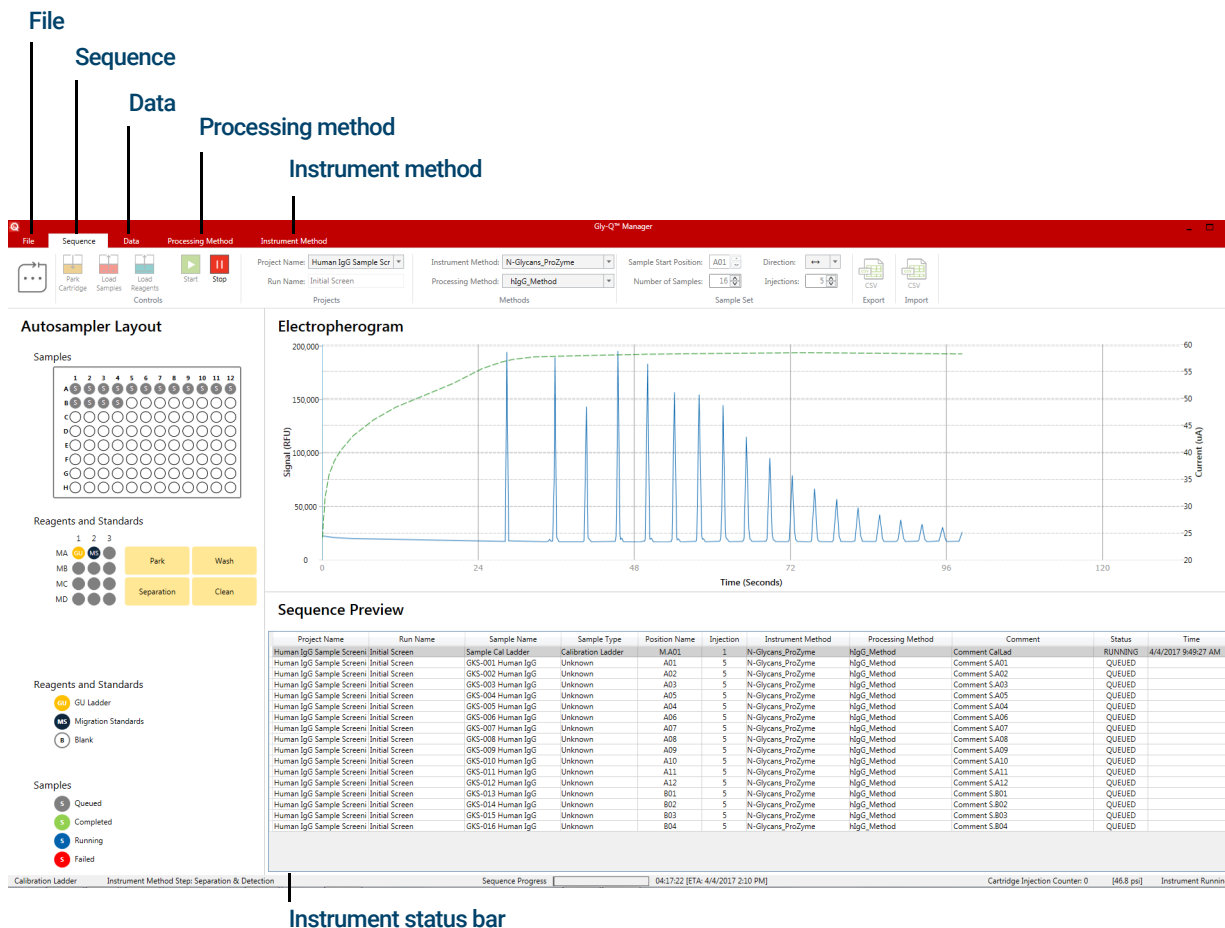 File
Sequence
Data
Processing method
Instrument method
Gly-Q™ Manager
File Sequence Data Processing Method Instrument Method
Park Cartridge
Load Samples
Load Reagents
Start
Stop
Controls
Project Name: Human IgG Sample Scr
Run Name: Initial Screen
Projects
Instrument Method: N-Glycans_ProZyme
Processing Method: hIgG_Method
Methods
Sample Start Position: A01
Direction: ↔
Number of Samples: 16
Injections: 5
Sample Set
CSV
Export
CSV
Import
Autosampler Layout
Samples
1 2 3 4 5 6 7 8 9 10 11 12
A S S S S S S S S S S S S
B S S S S
C
D
E
F
G
H
Reagents and Standards
1 2 3
MA GU MS
MB
MC
MD
Park Wash
Separation Clean
Reagents and Standards
GU GU Ladder
MS Migration Standards
B Blank
Samples
S Queued
S Completed
S Running
S Failed
Electropherogram
Signal (RFU)
200,000
150,000
100,000
50,000
0
0 24 48 72 96 120
Time (Seconds)
60
55
50
45
40
35
30
25
20
Current (uA)
Sequence Preview
Project Name Run Name Sample Name Sample Type Position Name Injection Instrument Method Processing Method Comment Status Time
Human IgG Sample Screeni Initial Screen Sample Cal Ladder Calibration Ladder M.A01 1 N-Glycans_ProZyme hIgG_Method Comment CalLad RUNNING 4/4/2017 9:49:27 AM
Human IgG Sample Screeni Initial Screen GKS-001 Human IgG Unknown A01 5 N-Glycans_ProZyme hIgG_Method Comment S.A01 QUEUED
Human IgG Sample Screeni Initial Screen GKS-002 Human IgG Unknown A02 5 N-Glycans_ProZyme hIgG_Method Comment S.A02 QUEUED
Human IgG Sample Screeni Initial Screen GKS-003 Human IgG Unknown A03 5 N-Glycans_ProZyme hIgG_Method Comment S.A03 QUEUED
Human IgG Sample Screeni Initial Screen GKS-004 Human IgG Unknown A05 5 N-Glycans_ProZyme hIgG_Method Comment S.A05 QUEUED
Human IgG Sample Screeni Initial Screen GKS-005 Human IgG Unknown A04 5 N-Glycans_ProZyme hIgG_Method Comment S.A04 QUEUED
Human IgG Sample Screeni Initial Screen GKS-006 Human IgG Unknown A06 5 N-Glycans_ProZyme hIgG_Method Comment S.A06 QUEUED
Human IgG Sample Screeni Initial Screen GKS-007 Human IgG Unknown A07 5 N-Glycans_ProZyme hIgG_Method Comment S.A07 QUEUED
Human IgG Sample Screeni Initial Screen GKS-008 Human IgG Unknown A08 5 N-Glycans_ProZyme hIgG_Method Comment S.A08 QUEUED
Human IgG Sample Screeni Initial Screen GKS-009 Human IgG Unknown A09 5 N-Glycans_ProZyme hIgG_Method Comment S.A09 QUEUED
Human IgG Sample Screeni Initial Screen GKS-010 Human IgG Unknown A10 5 N-Glycans_ProZyme hIgG_Method Comment S.A10 QUEUED
Human IgG Sample Screeni Initial Screen GKS-011 Human IgG Unknown A11 5 N-Glycans_ProZyme hIgG_Method Comment S.A11 QUEUED
Human IgG Sample Screeni Initial Screen GKS-012 Human IgG Unknown A12 5 N-Glycans_ProZyme hIgG_Method Comment S.A12 QUEUED
Human IgG Sample Screeni Initial Screen GKS-013 Human IgG Unknown B01 5 N-Glycans_ProZyme hIgG_Method Comment S.B01 QUEUED
Human IgG Sample Screeni Initial Screen GKS-014 Human IgG Unknown B02 5 N-Glycans_ProZyme hIgG_Method Comment S.B02 QUEUED
Human IgG Sample Screeni Initial Screen GKS-015 Human IgG Unknown B03 5 N-Glycans_ProZyme hIgG_Method Comment S.B03 QUEUED
Human IgG Sample Screeni Initial Screen GKS-016 Human IgG Unknown B04 5 N-Glycans_ProZyme hIgG_Method Comment S.B04 QUEUED
Calibration Ladder Instrument Method Step: Separation & Detection Sequence Progress 04:17:22 [ETA: 4/4/2017 2:10 PM] Cartridge Injection Counter: 0 [46.8 psi] Instrument Runnin
Instrument status bar